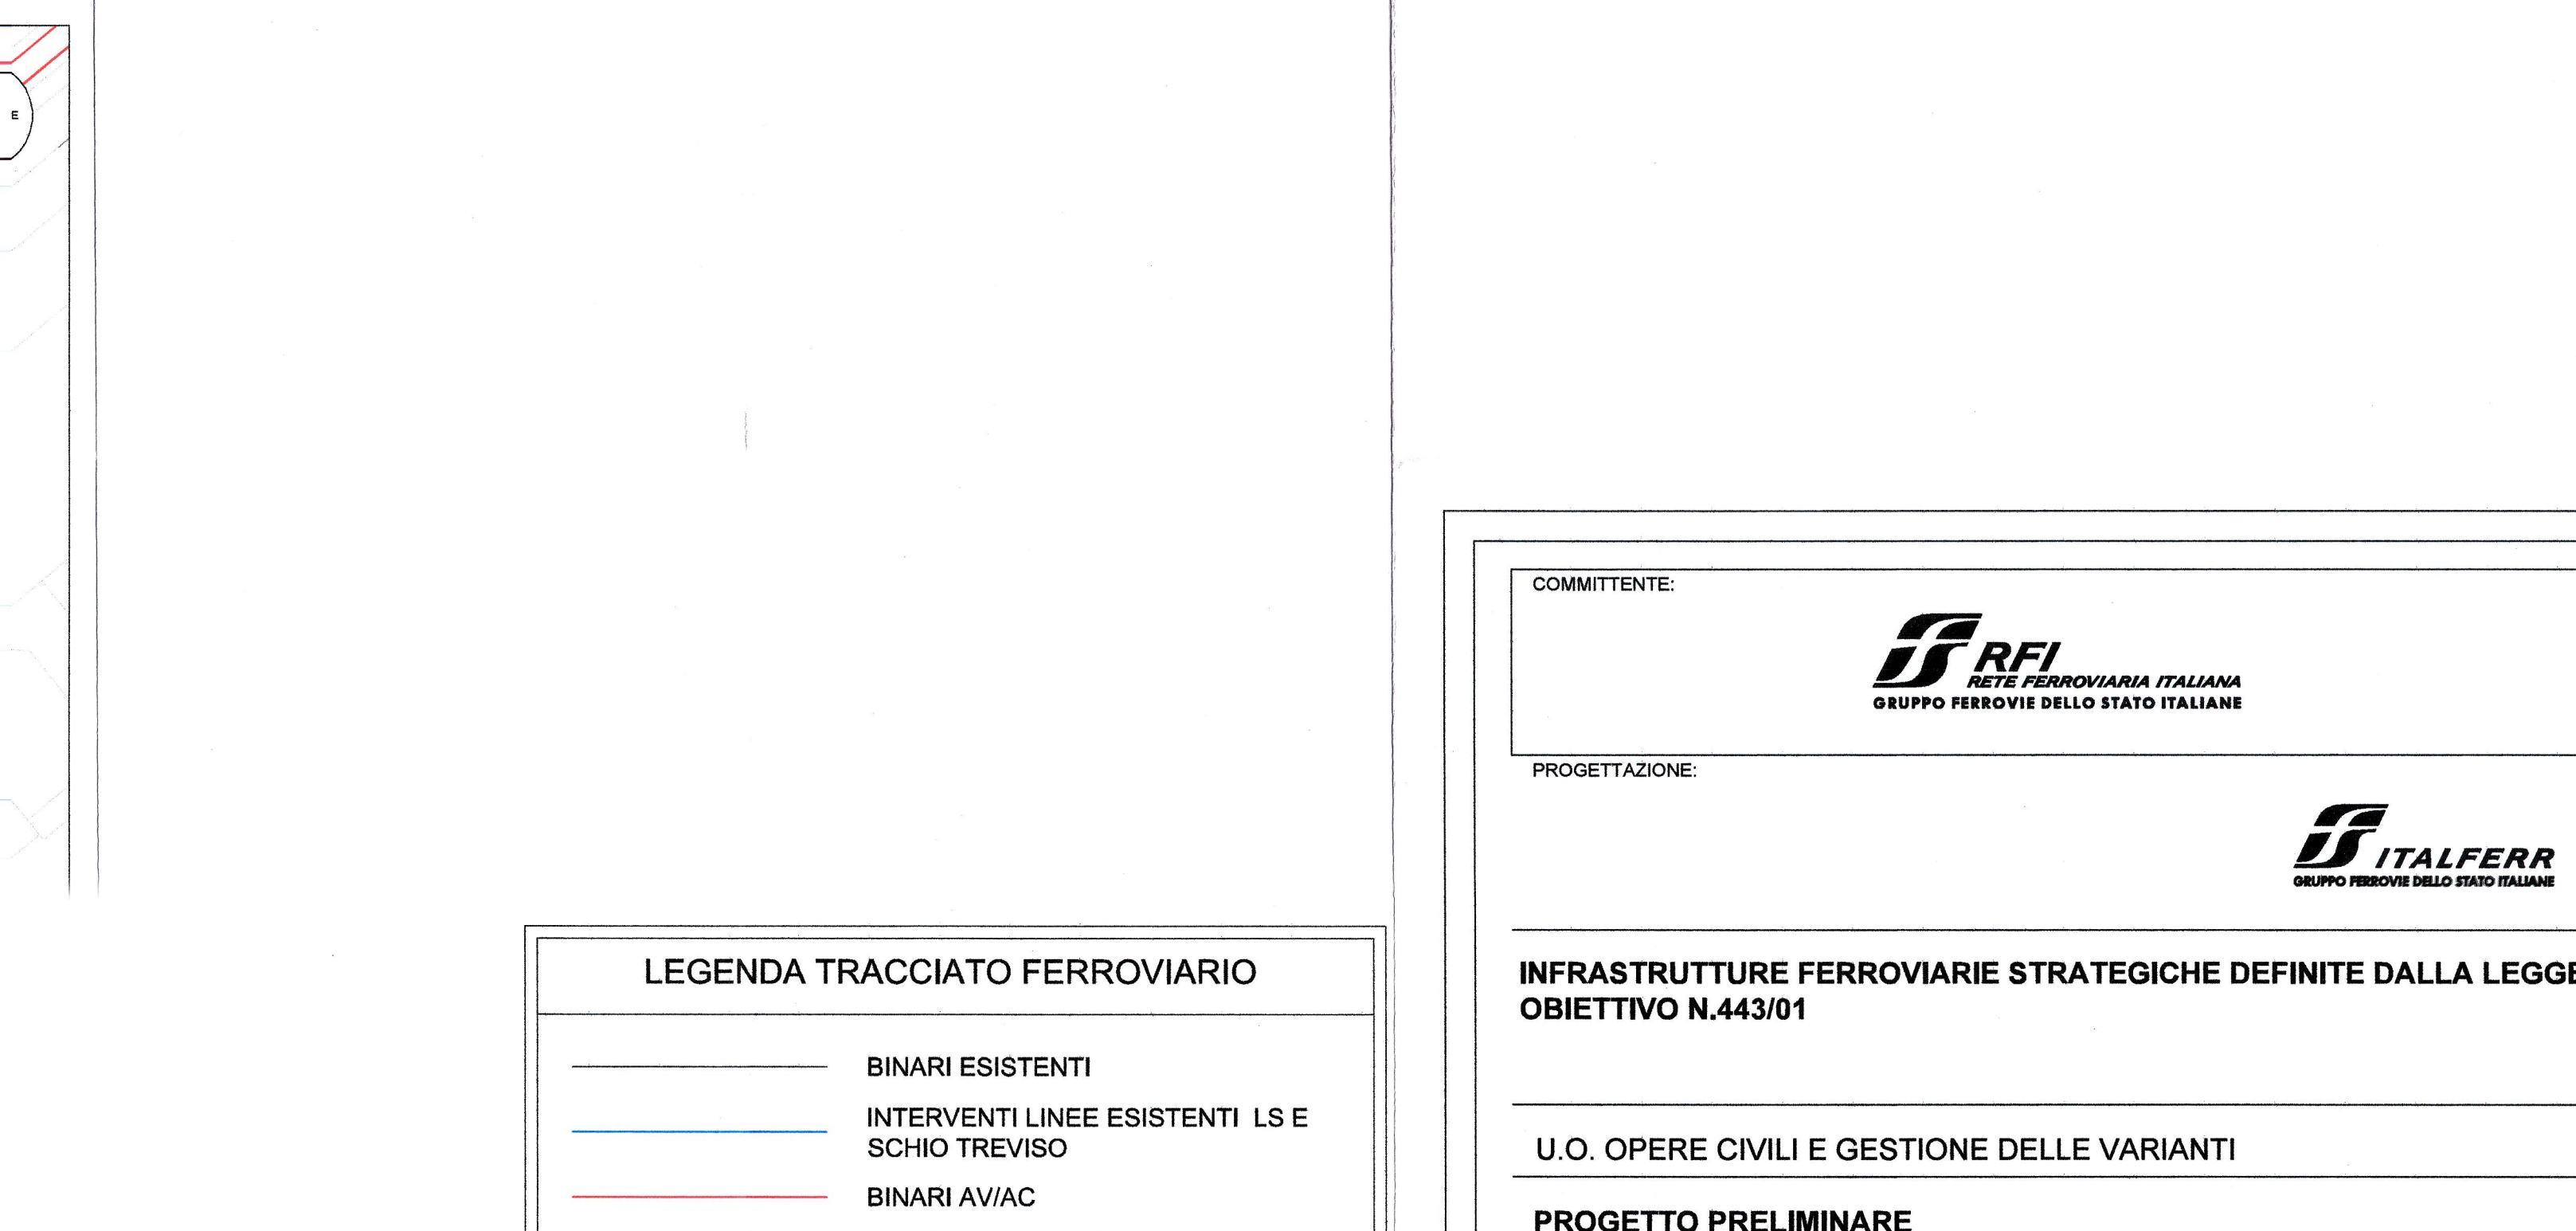 E
COMMITTENTE:
RFI
RETE FERROVIARIA ITALIANA
GRUPPO FERROVIE DELLO STATO ITALIANE
PROGETTAZIONE:
ITALFERR
GRUPPO FERROVIE DELLO STATO ITALIANE
LEGENDA TRACCIATO FERROVIARIO
BINARI ESISTENTI
INTERVENTI LINEE ESISTENTI LS E
SCHIO TREVISO
BINARI AV/AC
INFRASTRUTTURE FERROVIARIE STRATEGICHE DEFINITE DALLA LEGGE
OBIETTIVO N.443/01
U.O. OPERE CIVILI E GESTIONE DELLE VARIANTI
PROGETTO PRELIMINARE